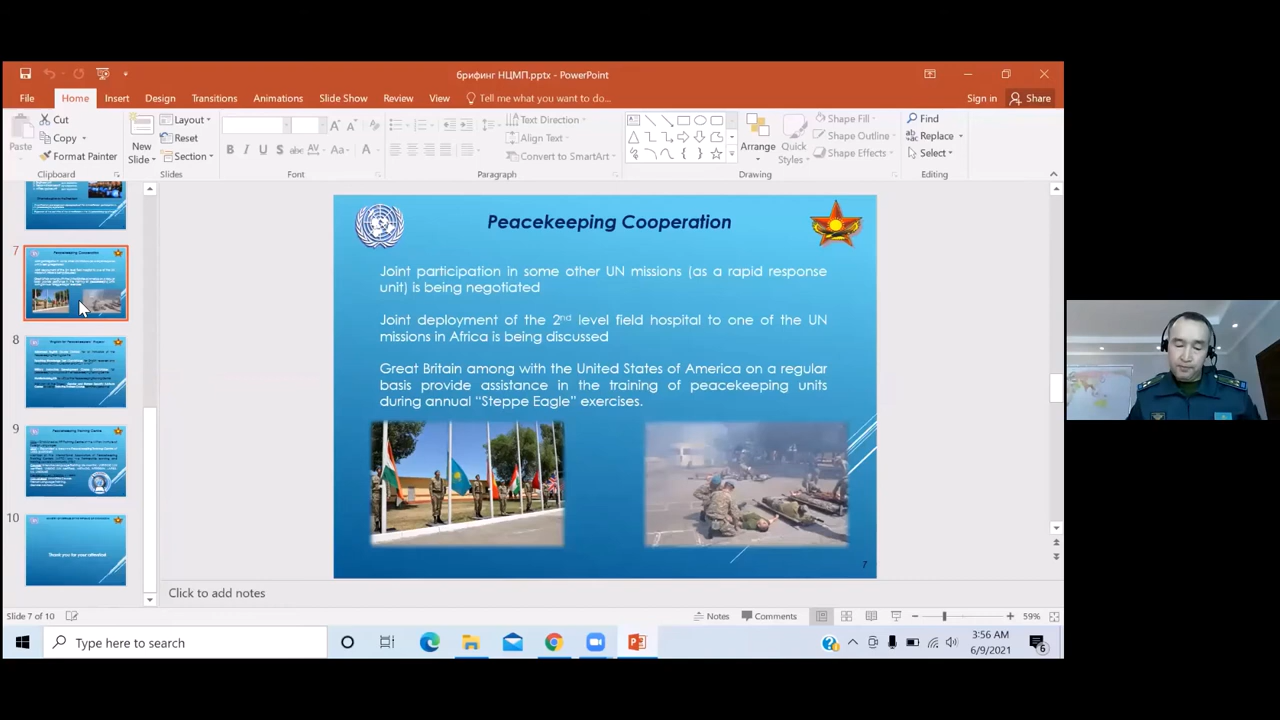 брифинг НЦМП.pptx - PowerPoint
File Home Insert Design Transitions Animations Slide Show Review View Tell me what you want to do... Sign in Share
Paste
Cut
Copy
Format Painter
Clipboard
New Slide
Layout
Reset
Section
Slides
Font
Text Direction
Align Text
Convert to SmartArt
Paragraph
Arrange
Quick Styles
Shape Fill
Shape Outline
Shape Effects
Drawing
Find
Replace
Select
Editing
7
8
9
10
Peacekeeping Cooperation
Joint participation in some other UN missions (as a rapid response
unit) is being negotiated
Joint deployment of the 2nd level field hospital to one of the UN
missions in Africa is being discussed
Great Britain among with the United States of America on a regular
basis provide assistance in the training of peacekeeping units
during annual “Steppe Eagle” exercises.
7
Thank you for your attention!
Click to add notes
Slide 7 of 10 Notes Comments 59%
Type here to search
3:56 AM
6/9/2021
6